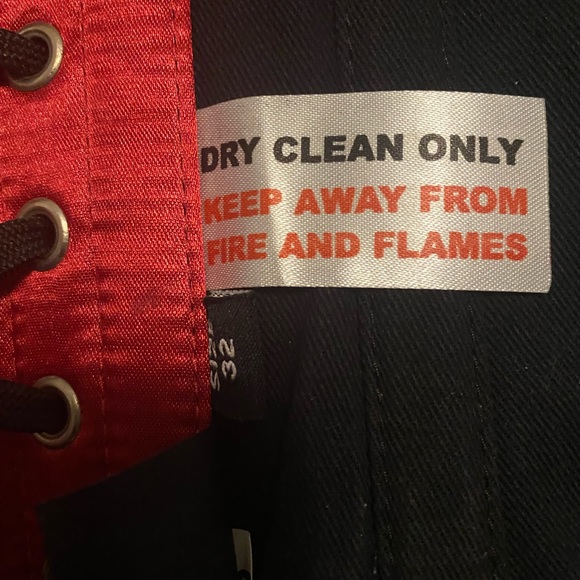 DRY CLEAN ONLY
KEEP AWAY FROM
FIRE AND FLAMES
32